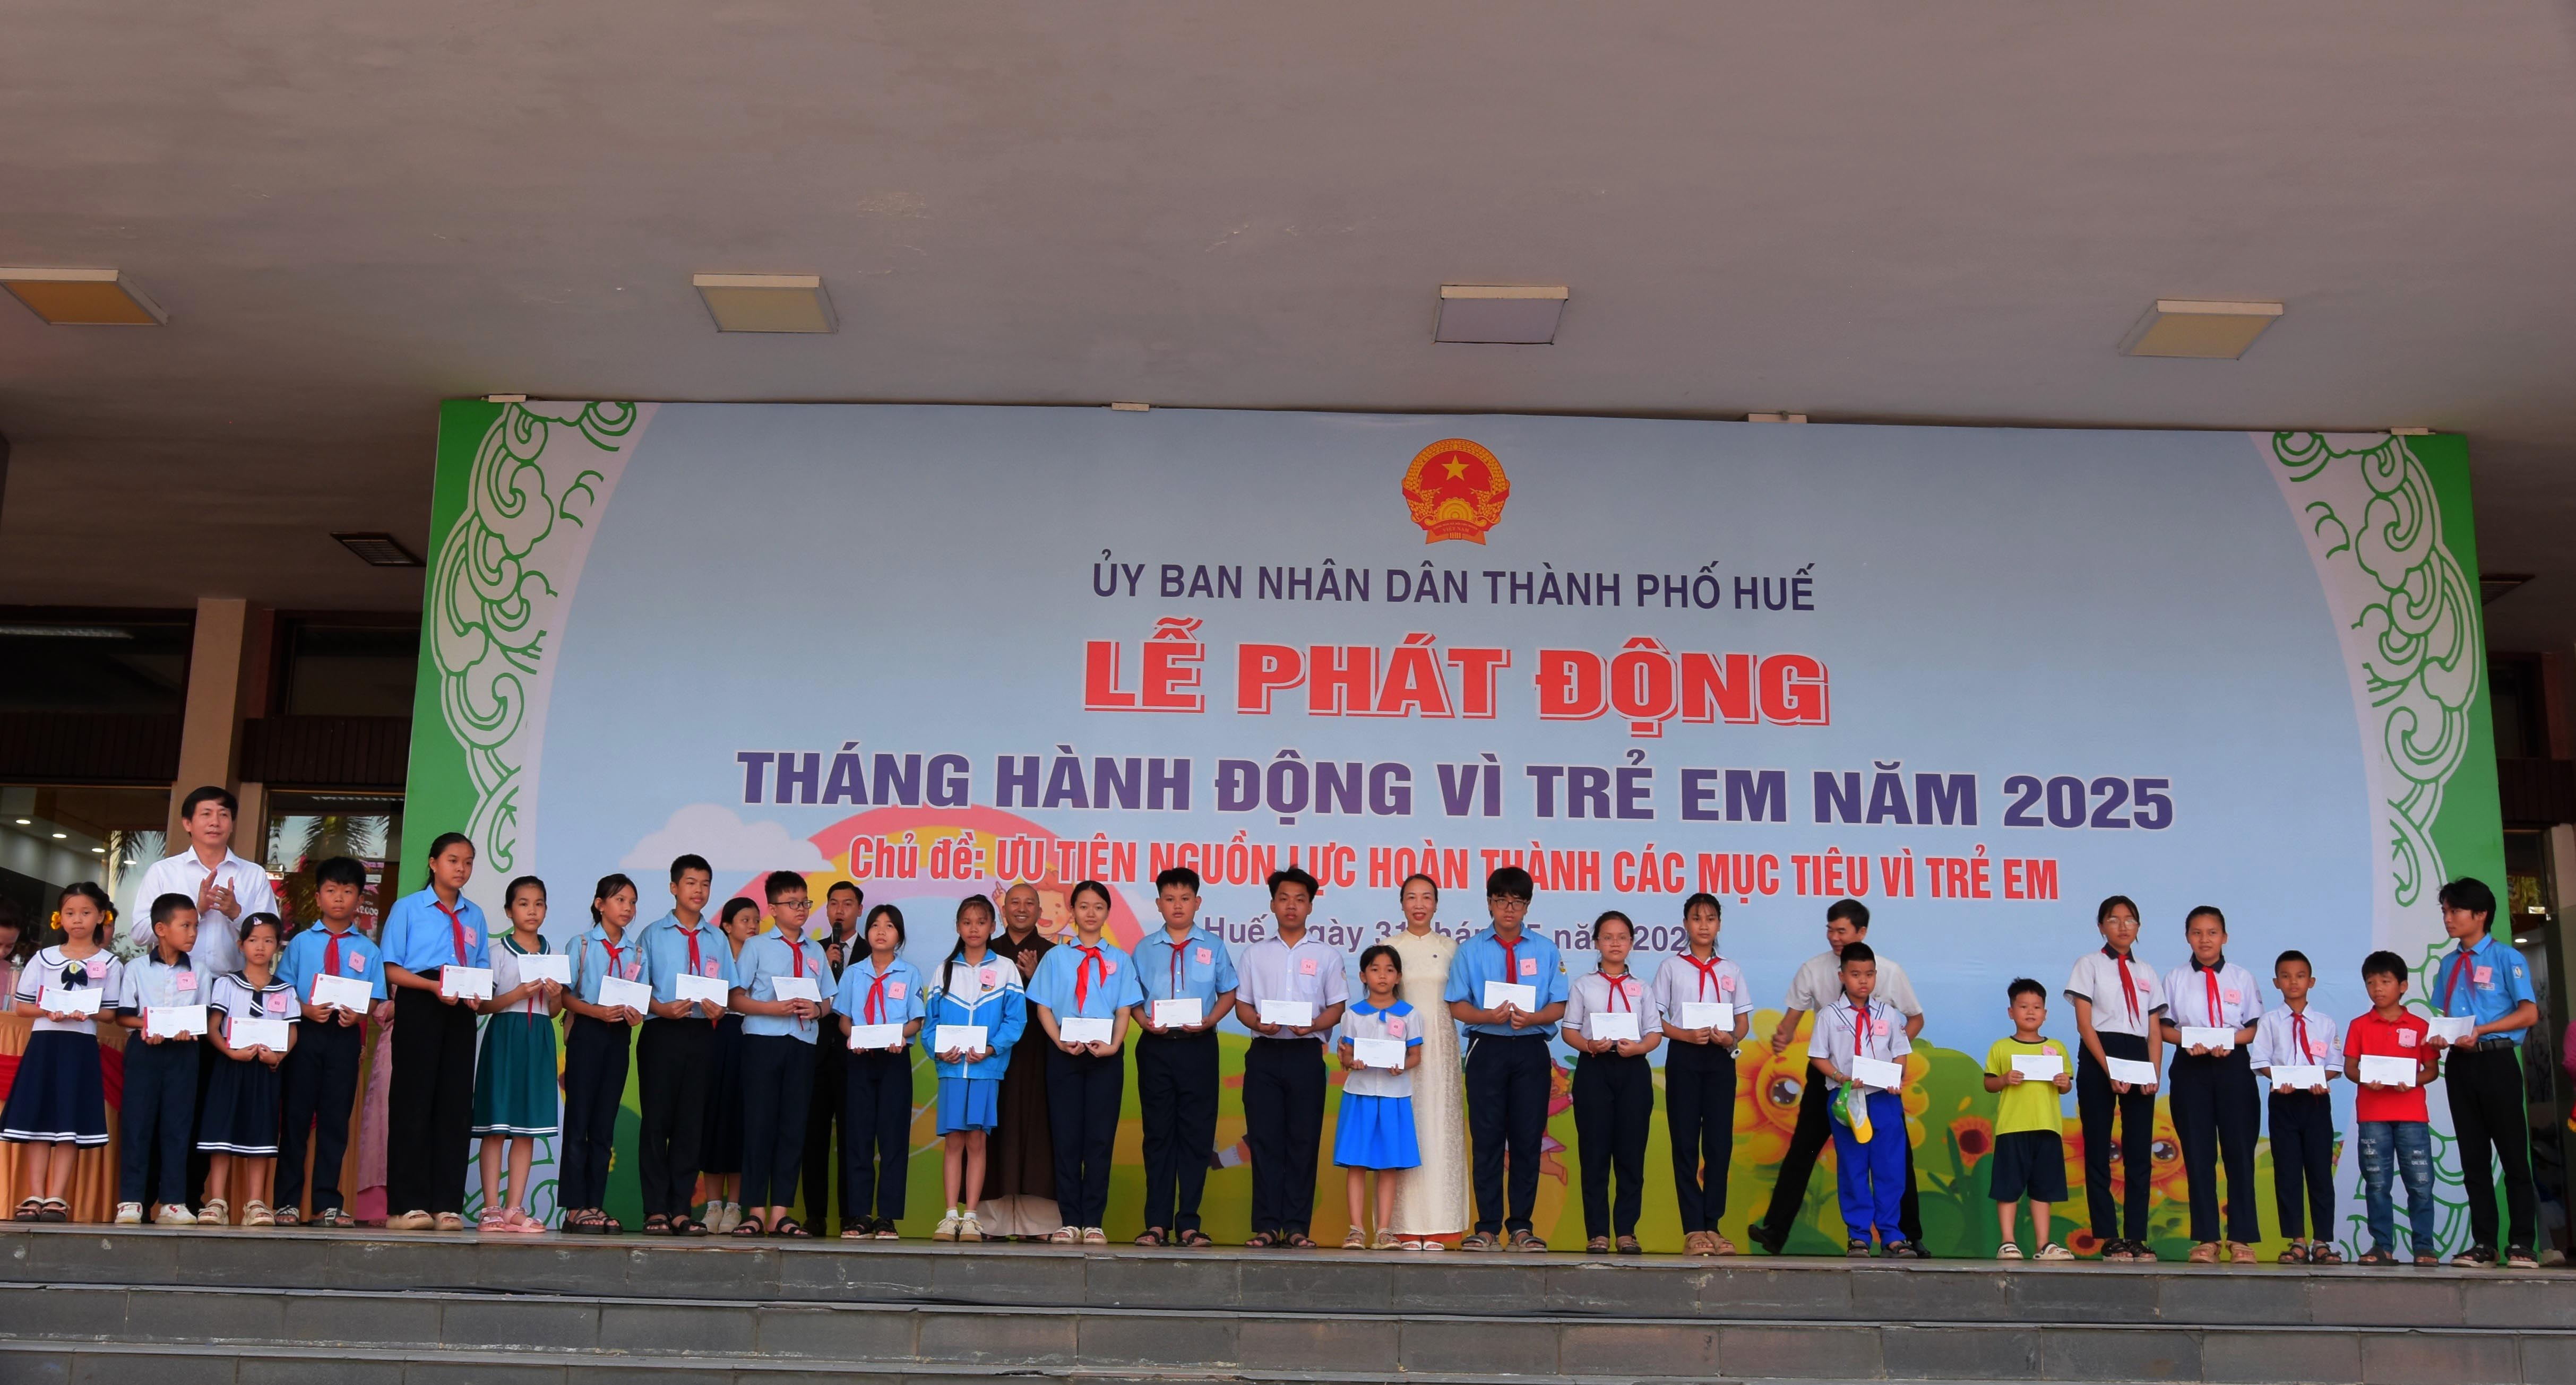 ỦY BAN NHÂN DÂN THÀNH PHỐ HUẾ
LỄ PHÁT ĐỘNG
THÁNG HÀNH ĐỘNG VÌ TRẺ EM NĂM 2025
Chủ đề: ƯU TIÊN NGUỒN LỰC HOÀN THÀNH CÁC MỤC TIÊU VÌ TRẺ EM
Huế 31